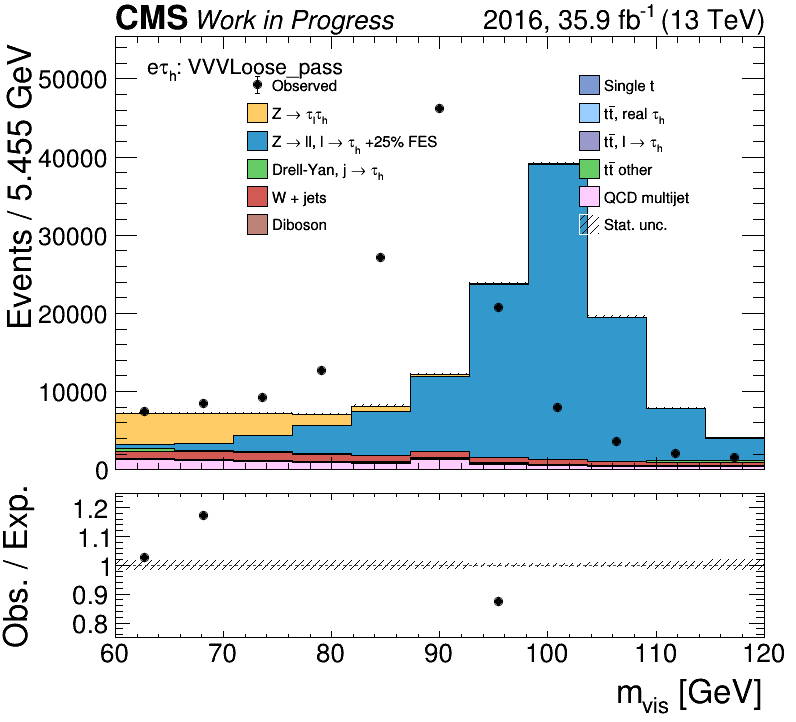 CMS Work in Progress 2016, 35.9 fb⁻¹ (13 TeV)
Events / 5.455 GeV
50000
40000
30000
20000
10000
0
eτₕ: VVVLoose_pass
Observed
Z → τₗτₕ
Z → ll, l → τₕ +25% FES
Drell-Yan, j → τₕ
W + jets
Diboson
Single t
tt̄, real τₕ
tt̄, l → τₕ
tt̄ other
QCD multijet
Stat. unc.
Obs. / Exp.
1.2
1.1
1
0.9
0.8
60 70 80 90 100 110 120
m_vis [GeV]